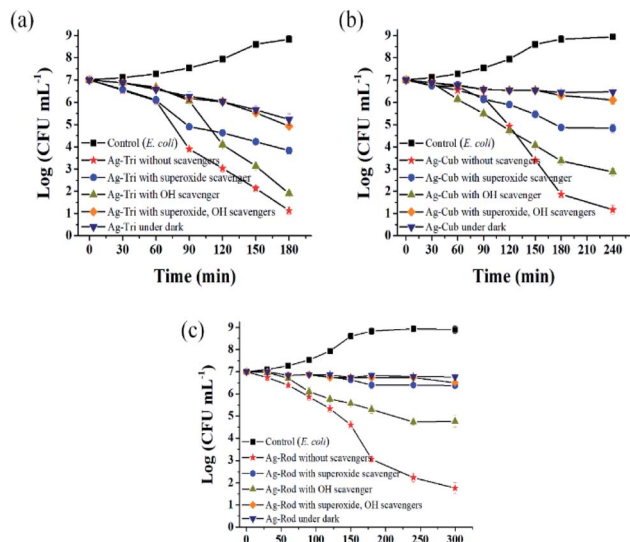 (a)
Log (CFU mL⁻¹)
9
8
7
6
5
4
3
2
1
0
Control (E. coli)
Ag-Tri without scavengers
Ag-Tri with superoxide scavenger
Ag-Tri with OH scavenger
Ag-Tri with superoxide, OH scavengers
Ag-Tri under dark
0 30 60 90 120 150 180
Time (min)
(b)
Log (CFU mL⁻¹)
9
8
7
6
5
4
3
2
1
0
Control (E. coli)
Ag-Cub without scavengers
Ag-Cub with superoxide scavenger
Ag-Cub with OH scavenger
Ag-Cub with superoxide, OH scavengers
Ag-Cub under dark
0 30 60 90 120 150 180 210 240
Time (min)
(c)
Log (CFU mL⁻¹)
9
8
7
6
5
4
3
2
1
0
Control (E. coli)
Ag-Rod without scavengers
Ag-Rod with superoxide scavenger
Ag-Rod with OH scavenger
Ag-Rod with superoxide, OH scavengers
Ag-Rod under dark
0 50 100 150 200 250 300